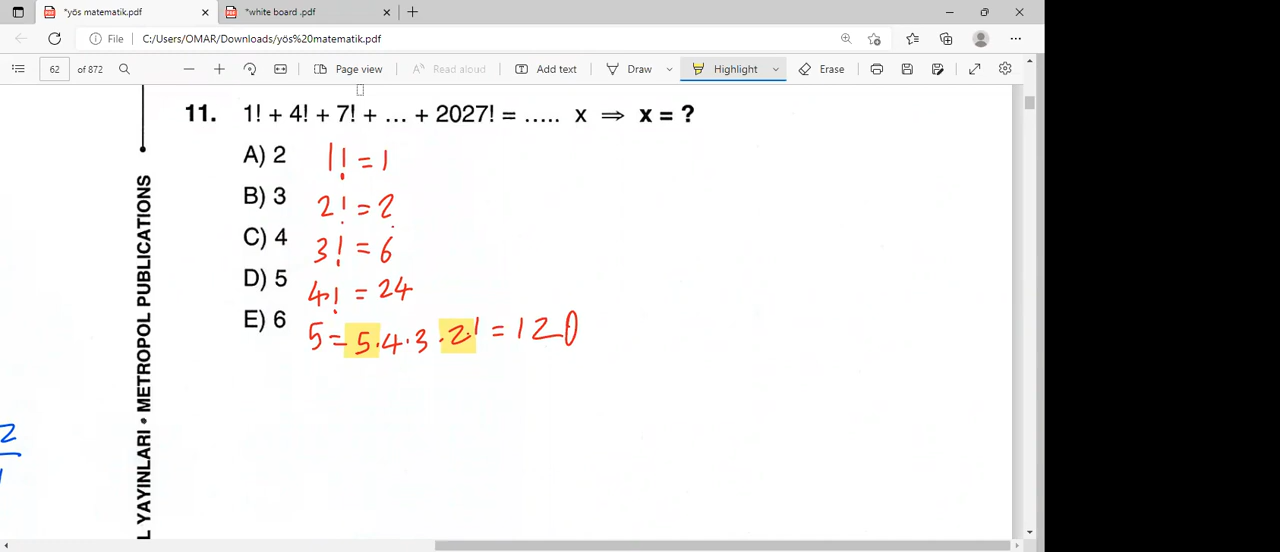 *yös matematik.pdf
*white board .pdf
File C:/Users/OMAR/Downloads/yös%20matematik.pdf
62 of 872 Page view Read aloud Add text Draw Highlight Erase
11. 1! + 4! + 7! + ... + 2027! = ..... x ⇒ x = ?
A) 2 1! = 1
B) 3 2! = 2
C) 4 3! = 6
D) 5 4! = 24
E) 6 5 = 5·4·3·2·1 = 120
L YAYINLARI • METROPOL PUBLICATIONS
2